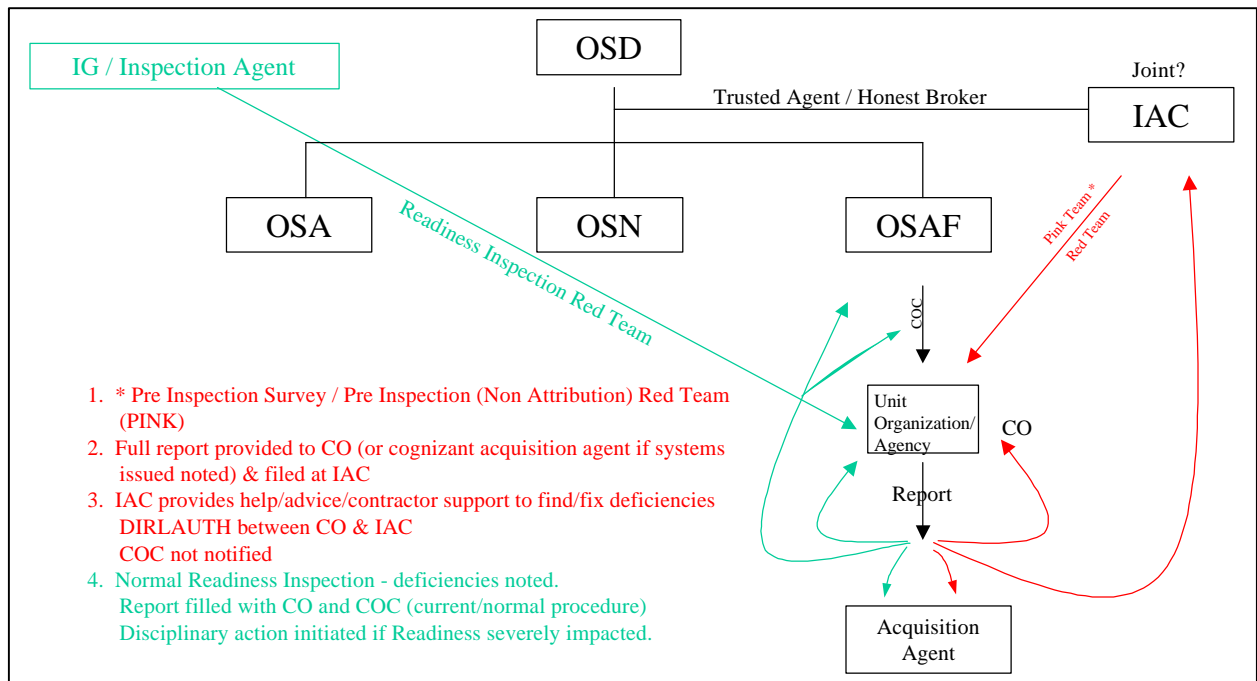 OSD
IG / Inspection Agent
Joint?
Trusted Agent / Honest Broker
IAC
OSA
OSN
OSAF
Readiness Inspection Red Team
Pink Team *
Red Team
COC
Unit
Organization/
Agency
CO
Report
1. * Pre Inspection Survey / Pre Inspection (Non Attribution) Red Team
(PINK)
2. Full report provided to CO (or cognizant acquisition agent if systems
issued noted) & filed at IAC
3. IAC provides help/advice/contractor support to find/fix deficiencies
DIRLAUTH between CO & IAC
COC not notified
4. Normal Readiness Inspection - deficiencies noted.
Report filled with CO and COC (current/normal procedure)
Disciplinary action initiated if Readiness severely impacted.
Acquisition
Agent